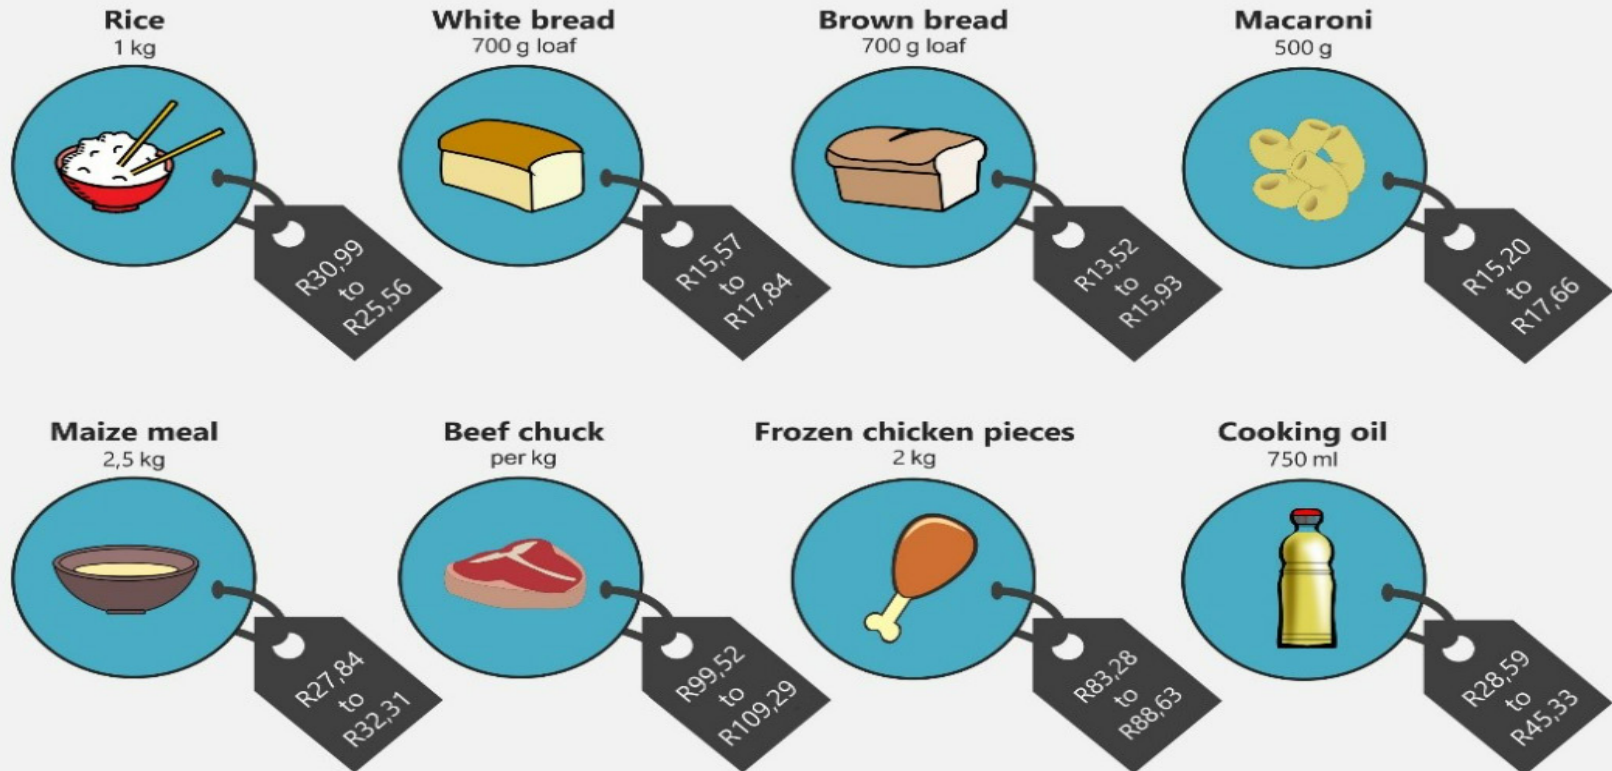 Rice
1 kg
R30,99
to
R25,56
White bread
700 g loaf
R15,57
to
R17,84
Brown bread
700 g loaf
R13,52
to
R15,93
Macaroni
500 g
R15,20
to
R17,66
Maize meal
2,5 kg
R27,84
to
R32,31
Beef chuck
per kg
R99,52
to
R109,29
Frozen chicken pieces
2 kg
R83,28
to
R88,63
Cooking oil
750 ml
R28,59
to
R45,33